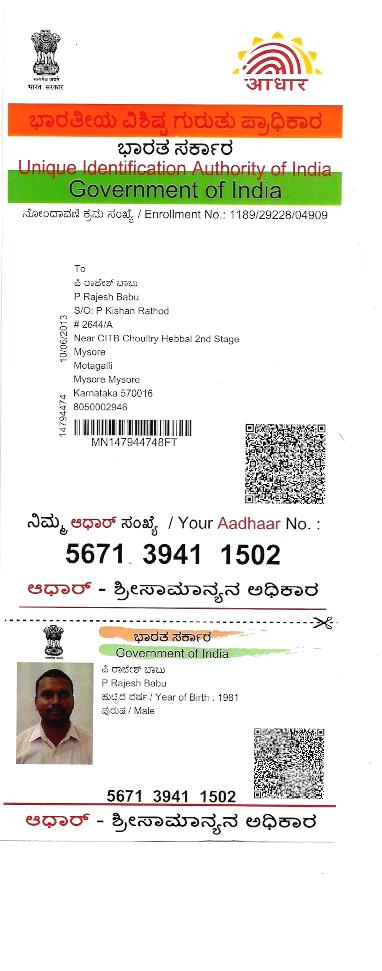 सत्यमेव जयते
भारत सरकार
आधार
ಭಾರತೀಯ ವಿಶಿಷ್ಟ ಗುರುತು ಪ್ರಾಧಿಕಾರ
ಭಾರತ ಸರ್ಕಾರ
Unique Identification Authority of India
Government of India
ನೋಂದಾವಣೆ ಕ್ರಮ ಸಂಖ್ಯೆ / Enrollment No.: 1189/29228/04909
To
ಪಿ ರಾಜೇಶ್ ಬಾಬು
P Rajesh Babu
S/O: P Kishan Rathod
# 2644/A
Near CITB Choultry Hebbal 2nd Stage
Mysore
Metagalli
Mysore Mysore
Karnataka 570016
8050002946
14794474 10/06/2013
MN147944748FT
ನಿಮ್ಮ ಆಧಾರ್ ಸಂಖ್ಯೆ / Your Aadhaar No. :
5671 3941 1502
ಆಧಾರ್ - ಶ್ರೀಸಾಮಾನ್ಯನ ಅಧಿಕಾರ
ಭಾರತ ಸರ್ಕಾರ
Government of India
ಪಿ ರಾಜೇಶ್ ಬಾಬು
P Rajesh Babu
ಹುಟ್ಟಿದ ವರ್ಷ / Year of Birth : 1981
ಪುರುಷ / Male
5671 3941 1502
ಆಧಾರ್ - ಶ್ರೀಸಾಮಾನ್ಯನ ಅಧಿಕಾರ